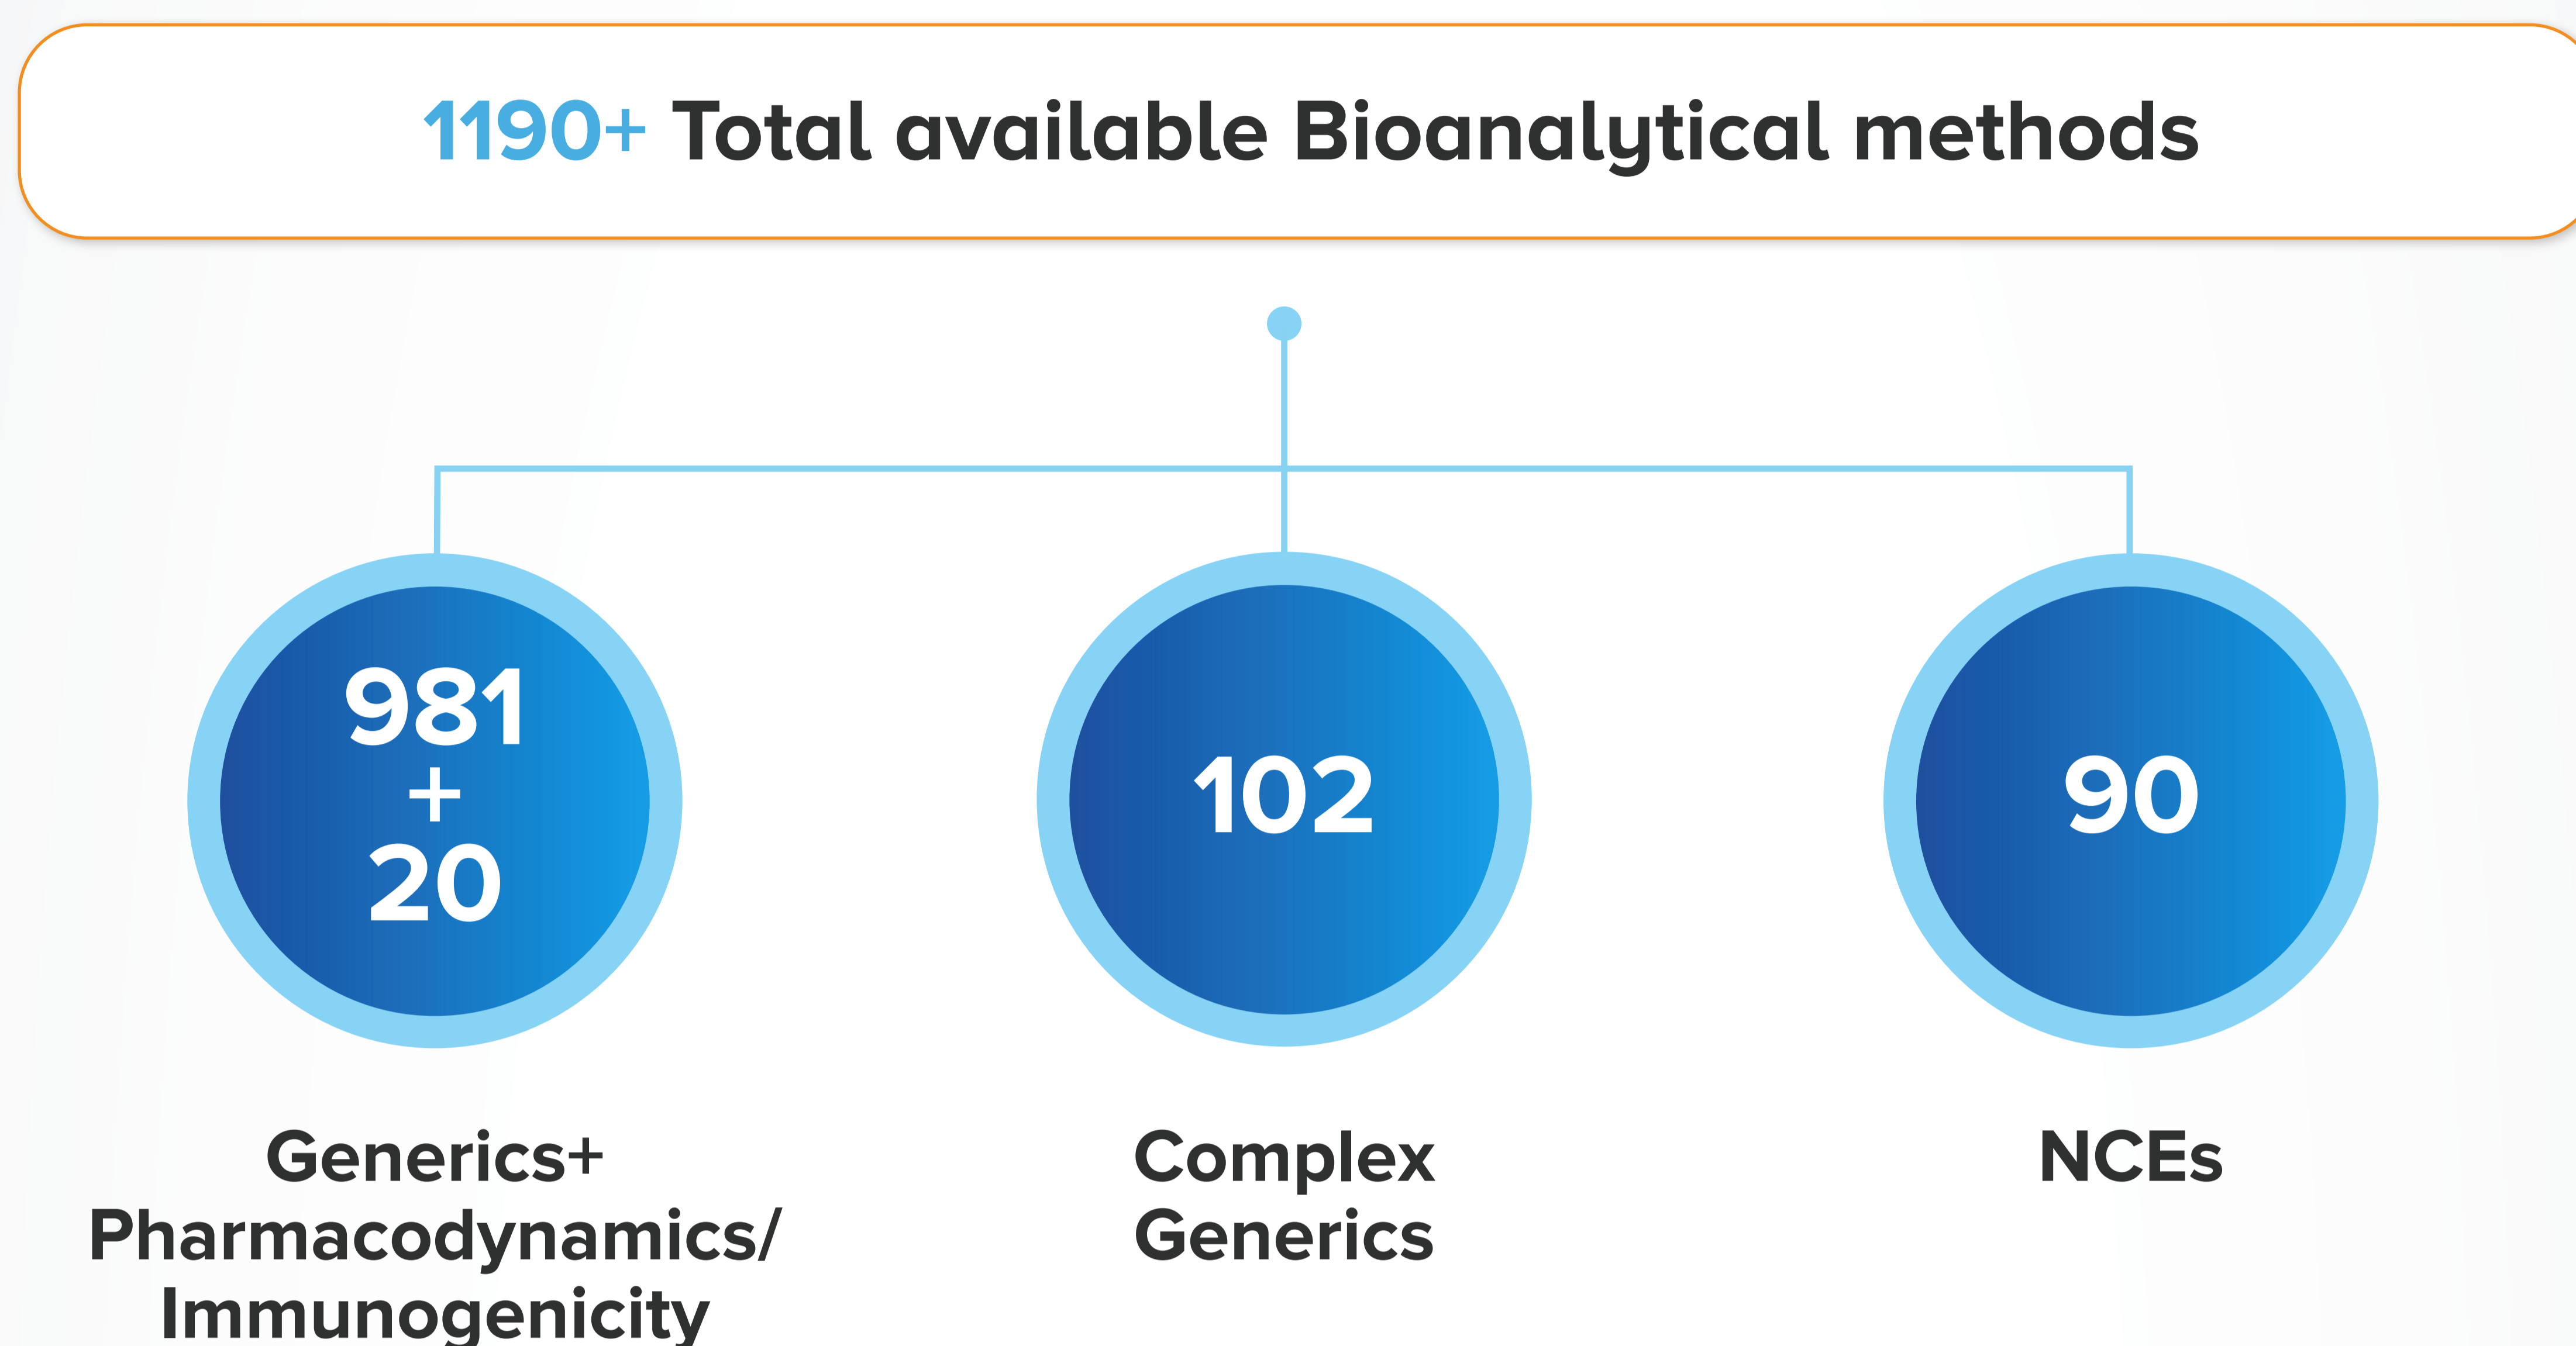 1190+ Total available Bioanalytical methods
981
+
20
102
90
Generics+
Pharmacodynamics/
Immunogenicity
Complex
Generics
NCEs